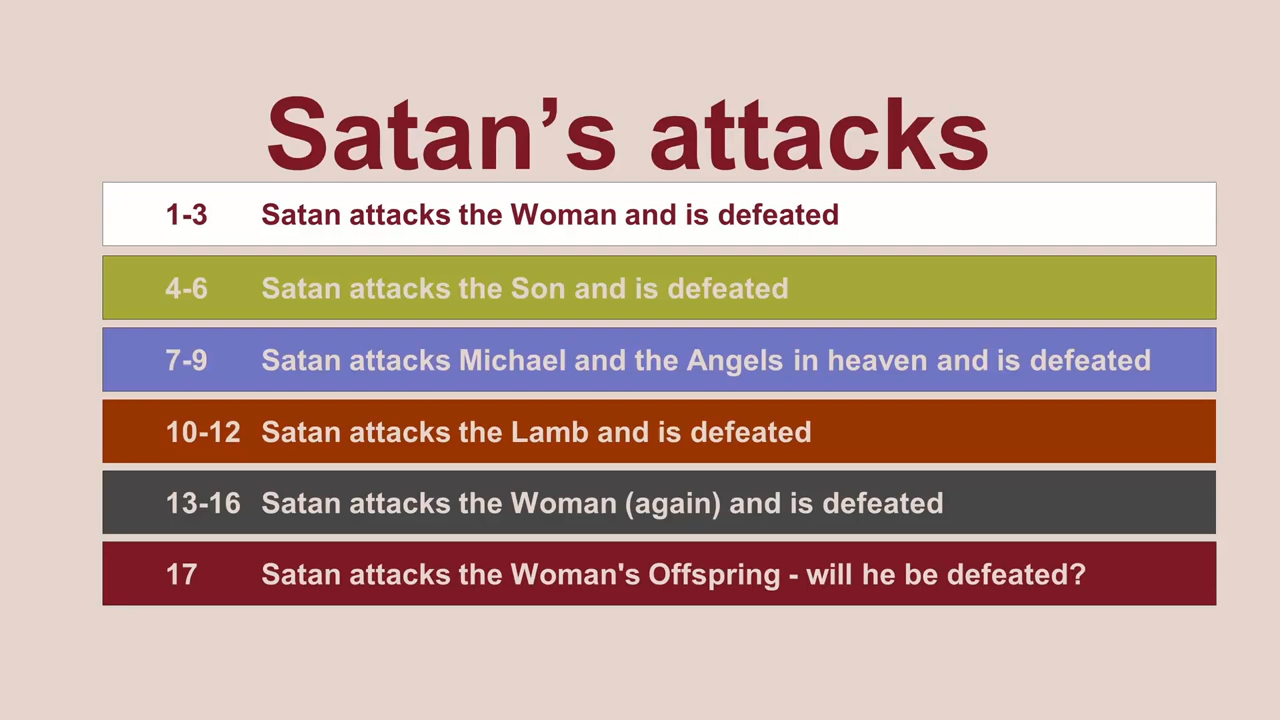 Satan’s attacks
1-3 Satan attacks the Woman and is defeated
4-6 Satan attacks the Son and is defeated
7-9 Satan attacks Michael and the Angels in heaven and is defeated
10-12 Satan attacks the Lamb and is defeated
13-16 Satan attacks the Woman (again) and is defeated
17 Satan attacks the Woman's Offspring - will he be defeated?